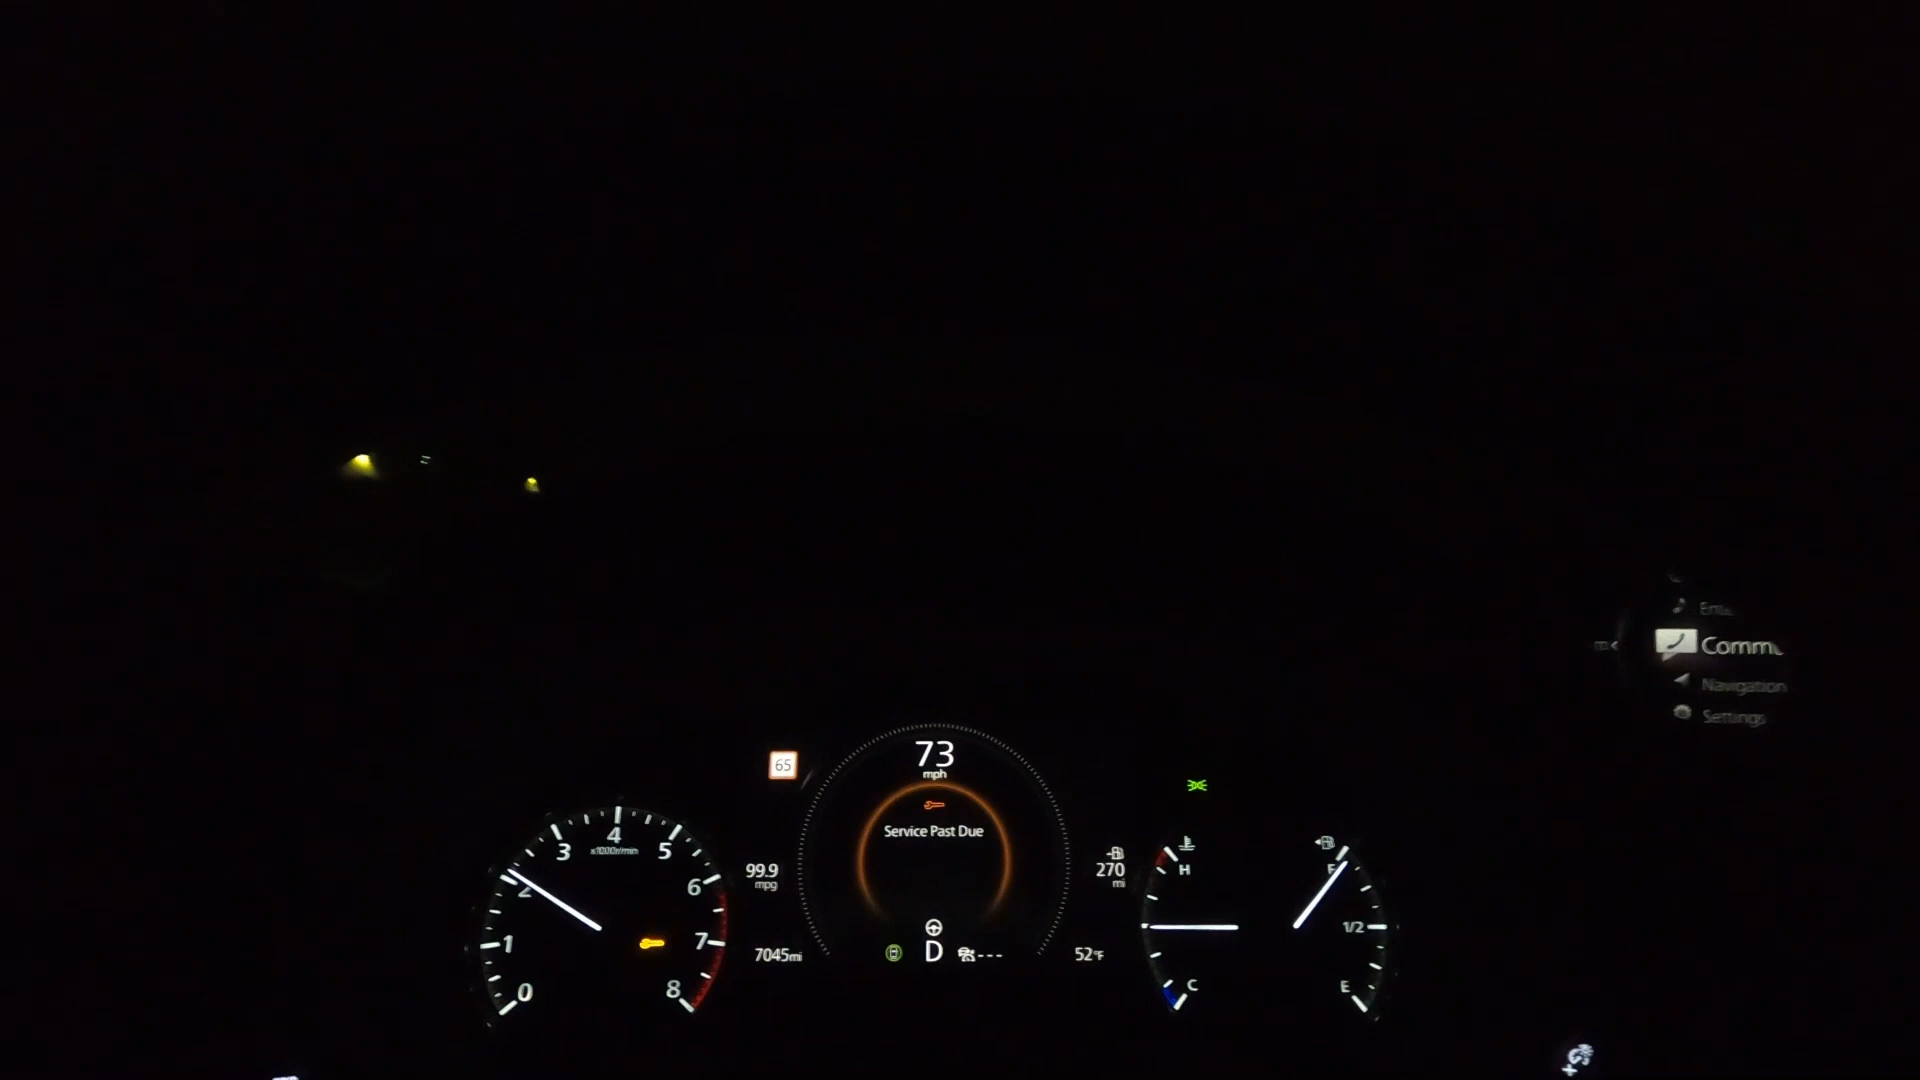 Comm
Navigation
Settings
65
73
mph
Service Past Due
0
1
2
3
4
5
6
7
8
x1000r/min
99.9
mpg
7045mi
D
---
270
mi
52°F
H
C
F
1/2
E